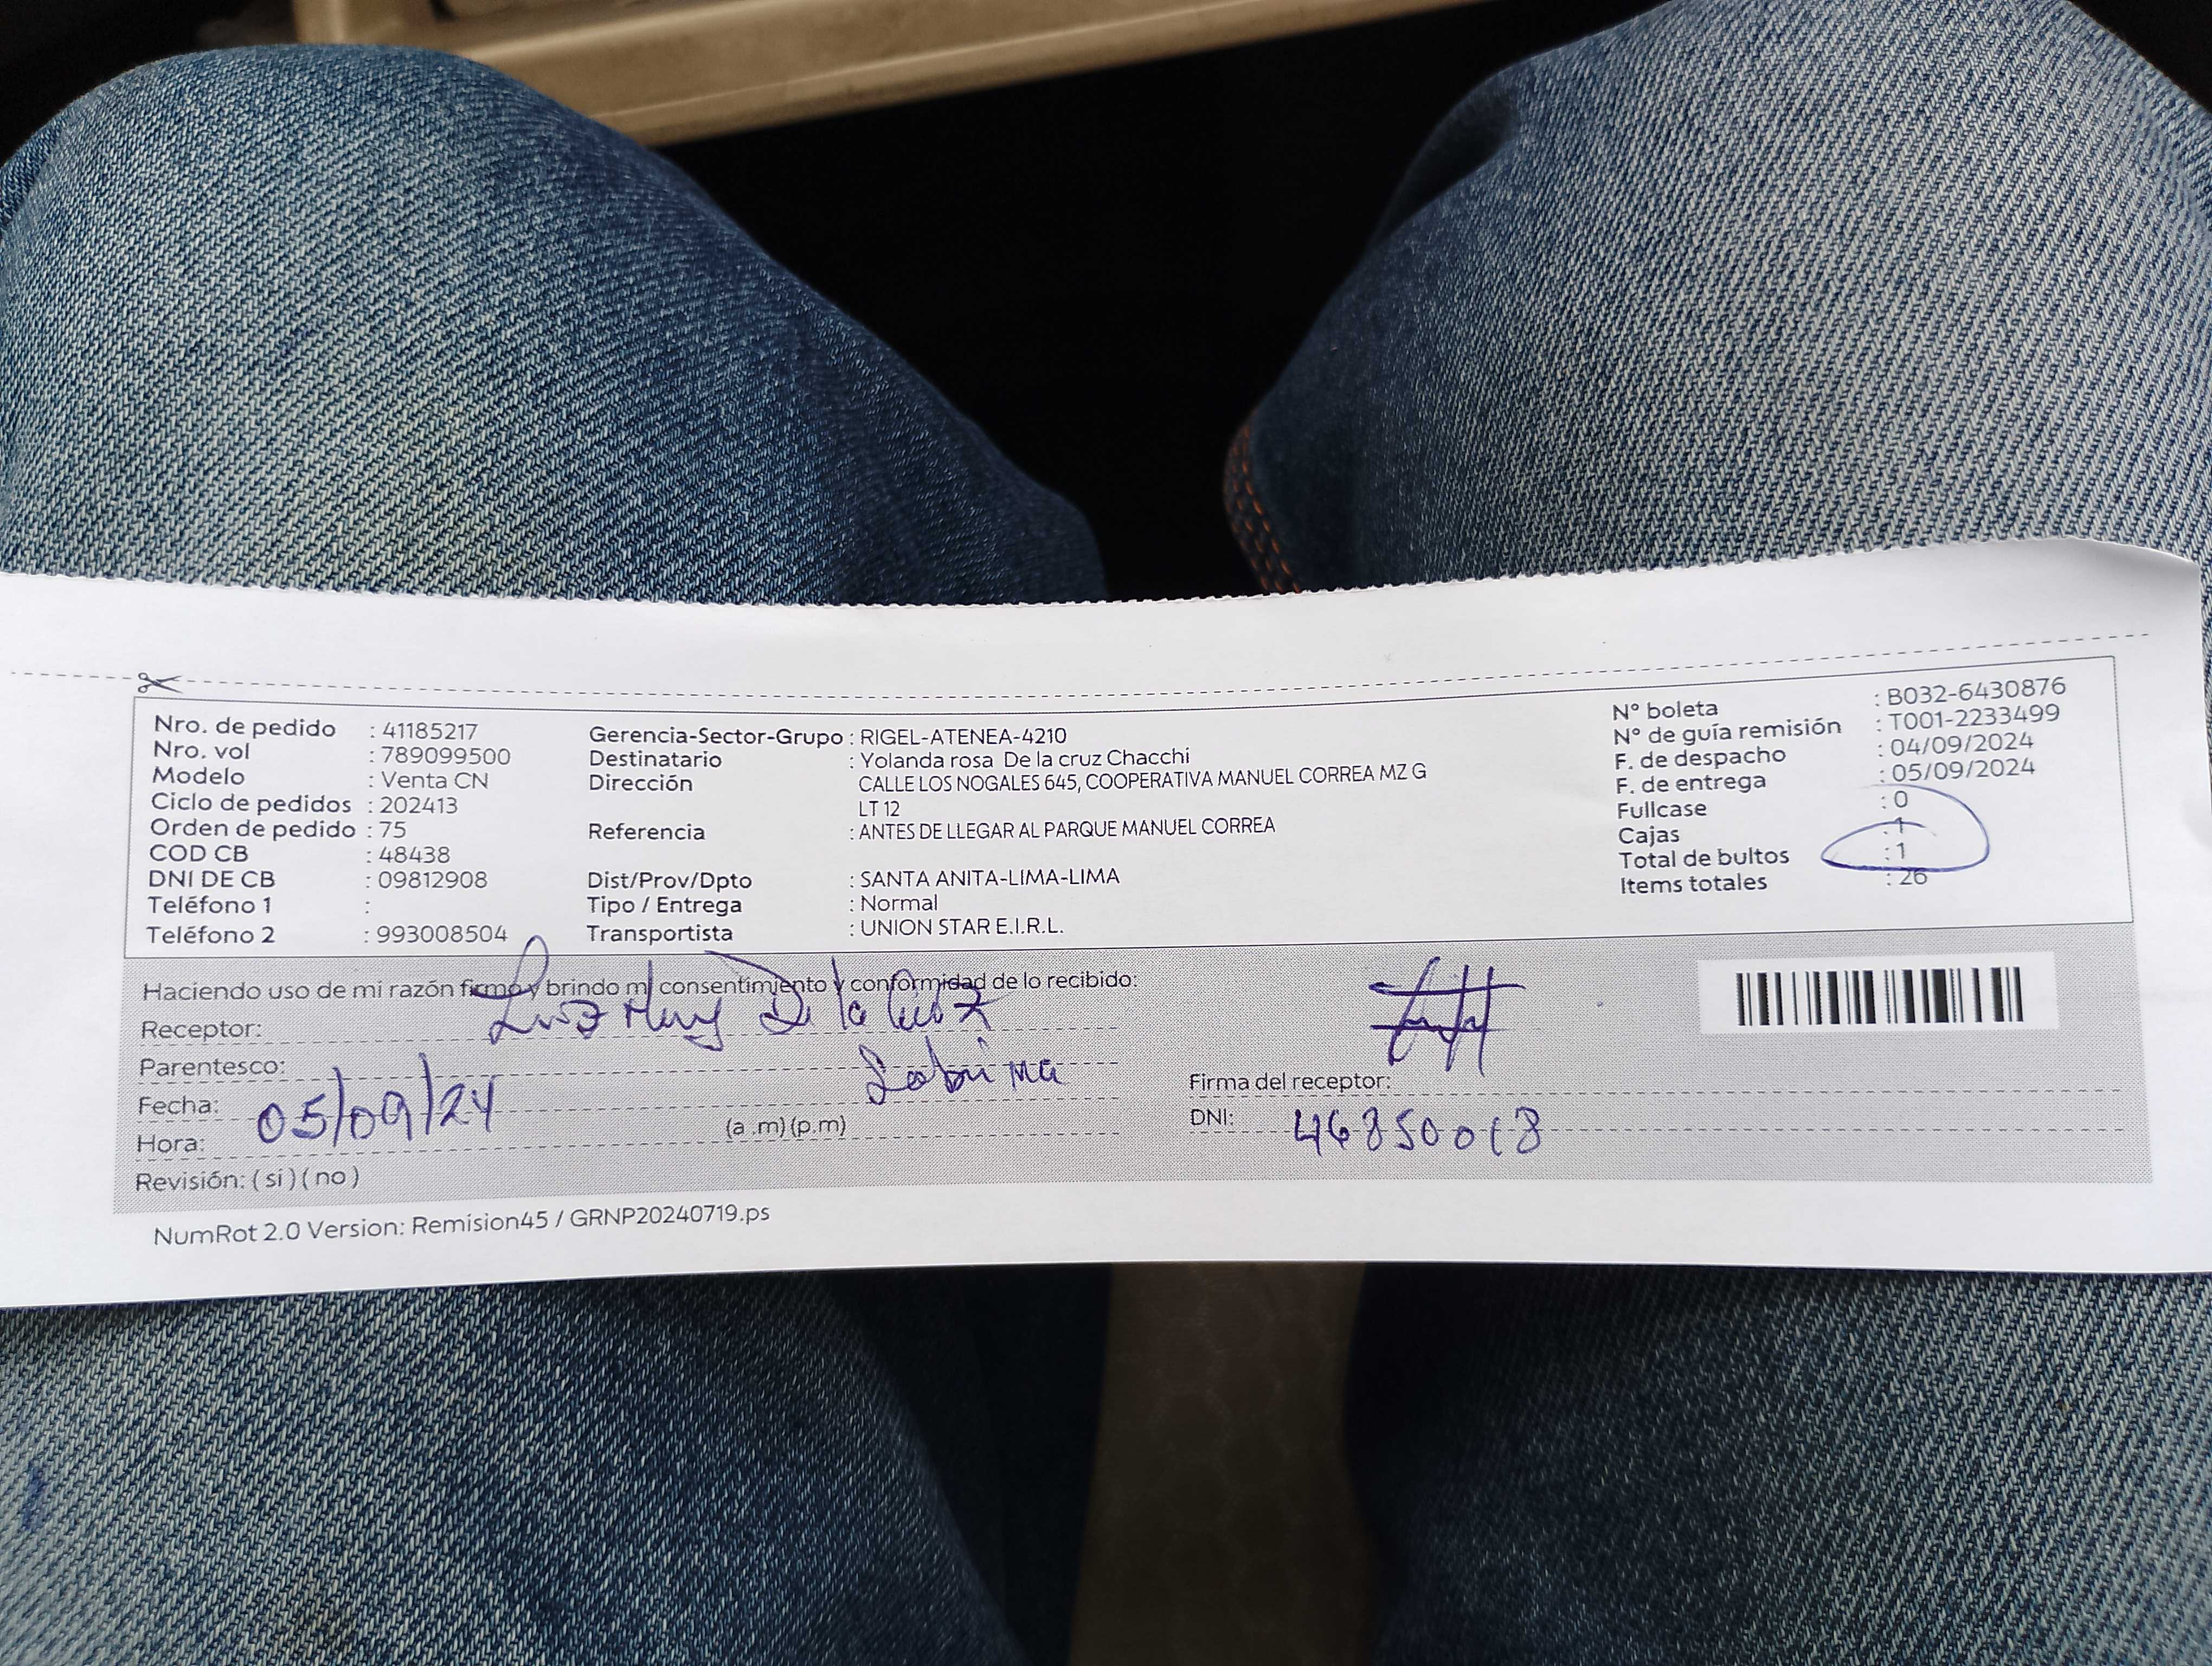 Nro. de pedido : 41185217
Nro. vol : 789099500
Modelo : Venta CN
Ciclo de pedidos : 202413
Orden de pedido : 75
COD CB : 48438
DNI DE CB : 09812908
Teléfono 1 :
Teléfono 2 : 993008504
Gerencia-Sector-Grupo : RIGEL-ATENEA-4210
Destinatario : Yolanda rosa De la cruz Chacchi
Dirección CALLE LOS NOGALES 645, COOPERATIVA MANUEL CORREA MZ G
LT 12
Referencia : ANTES DE LLEGAR AL PARQUE MANUEL CORREA
Dist/Prov/Dpto : SANTA ANITA-LIMA-LIMA
Tipo / Entrega : Normal
Transportista : UNION STAR E.I.R.L.
N° boleta : B032-6430876
N° de guía remisión : T001-2233499
F. de despacho : 04/09/2024
F. de entrega : 05/09/2024
Fullcase : 0
Cajas : 1
Total de bultos : 1
Items totales : 26
Haciendo uso de mi razón firmo y brindo mi consentimiento y conformidad de lo recibido:
Receptor: Luz De la Cruz
Parentesco: Sobrina
Fecha: 05/09/24
Hora: (a .m) (p.m)
Revisión: ( si ) ( no )
Firma del receptor:
DNI: 46850018
NumRot 2.0 Version: Remision45 / GRNP20240719.ps